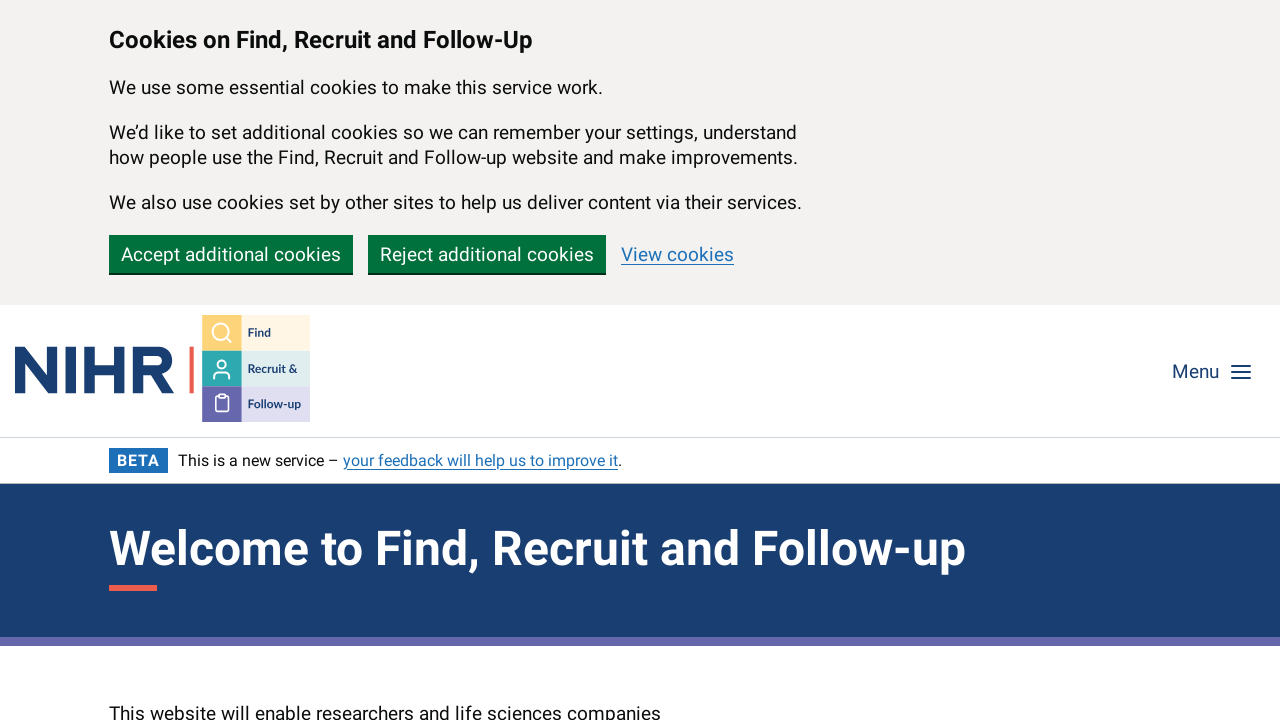 Cookies on Find, Recruit and Follow-Up
We use some essential cookies to make this service work.
We’d like to set additional cookies so we can remember your settings, understand
how people use the Find, Recruit and Follow-up website and make improvements.
We also use cookies set by other sites to help us deliver content via their services.
Accept additional cookies Reject additional cookies View cookies
NIHR
Find
Recruit &
Follow-up
Menu
BETA This is a new service – your feedback will help us to improve it.
Welcome to Find, Recruit and Follow-up
This website will enable researchers and life sciences companies